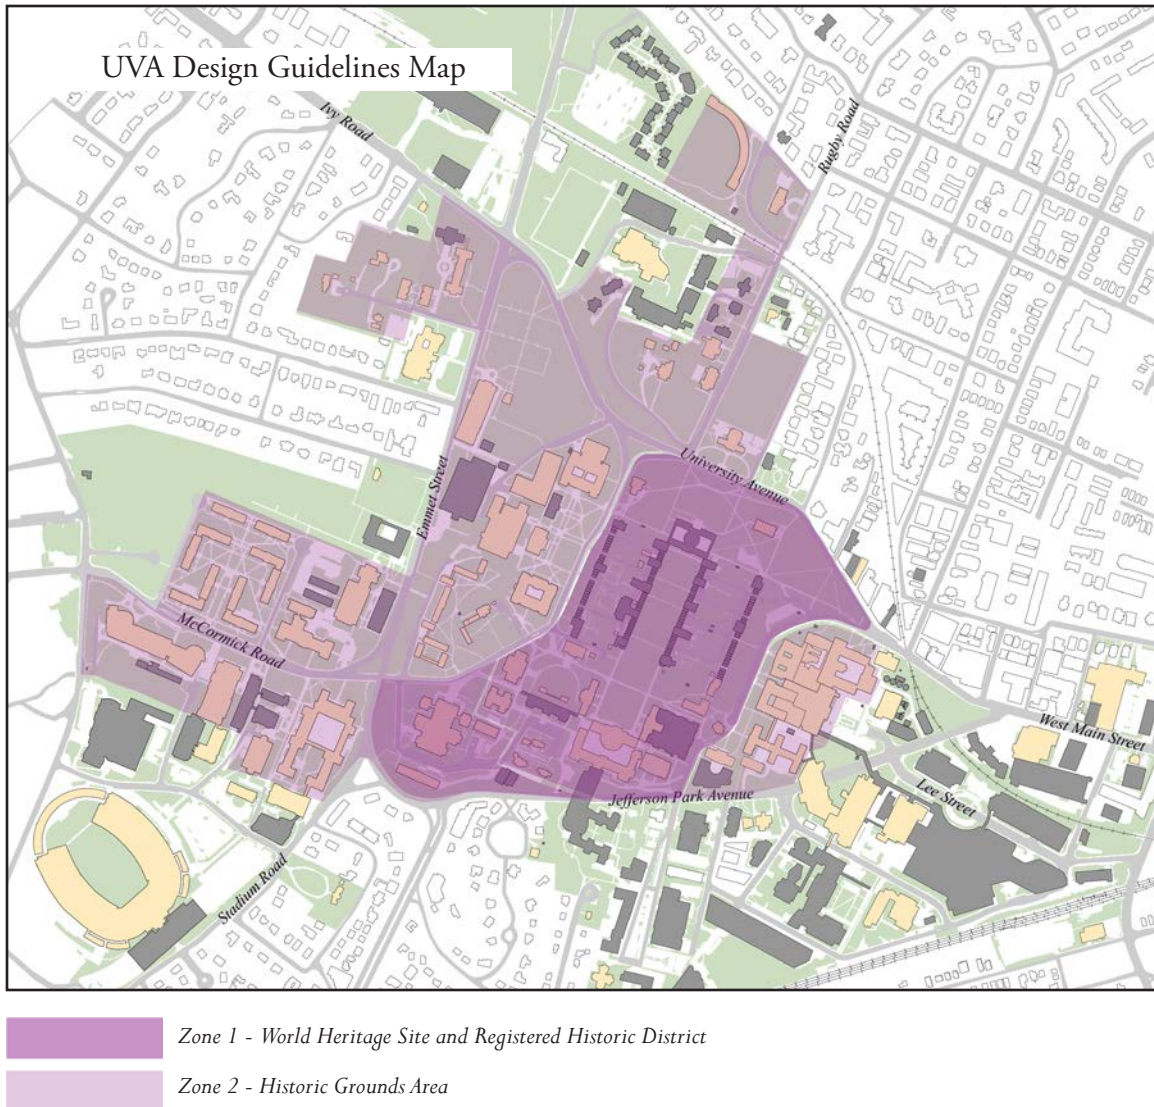 UVA Design Guidelines Map
Ivy Road
Rugby Road
University Avenue
Emmet Street
McCormick Road
West Main Street
Jefferson Park Avenue
Lee Street
Stadium Road
Zone 1 - World Heritage Site and Registered Historic District
Zone 2 - Historic Grounds Area